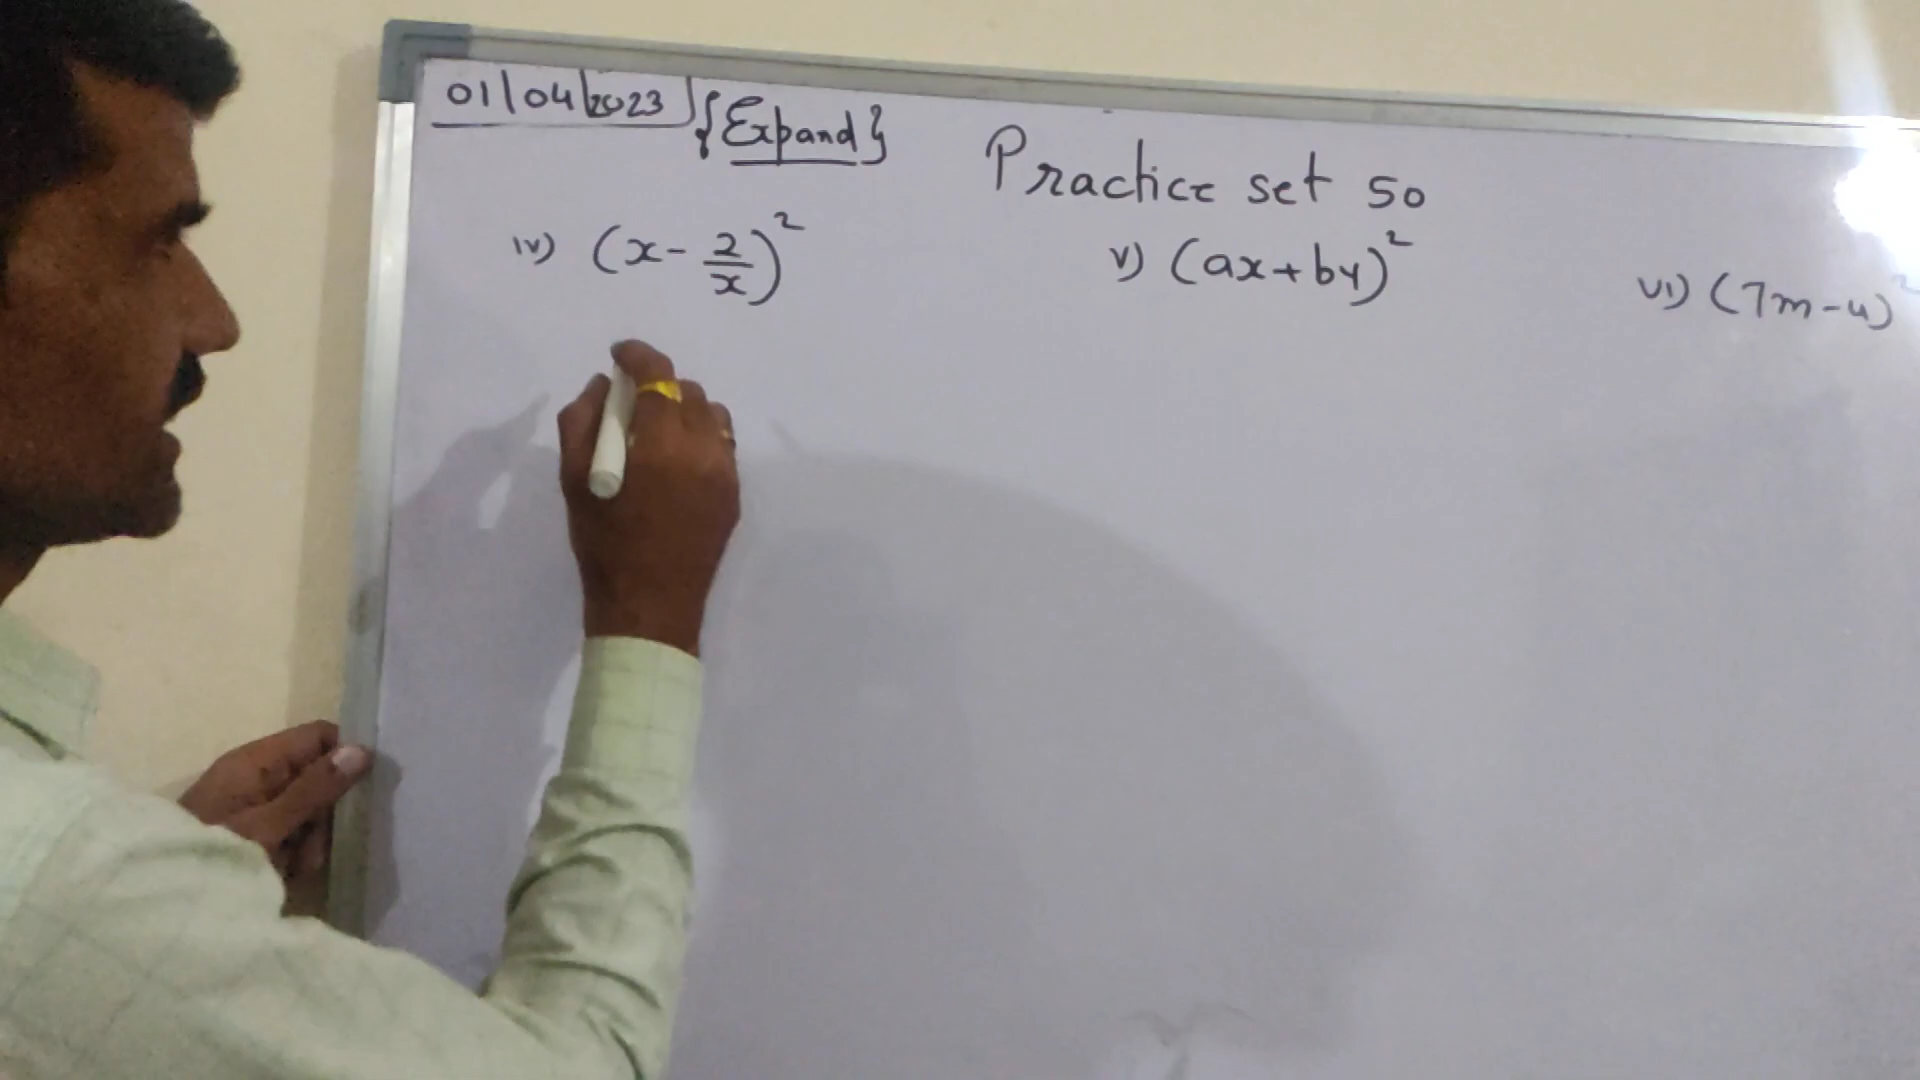 01/04/2023 {Expand}
Practice set 50
iv) (x - 2/x)²
v) (ax + by)²
vi) (7m - 4)²